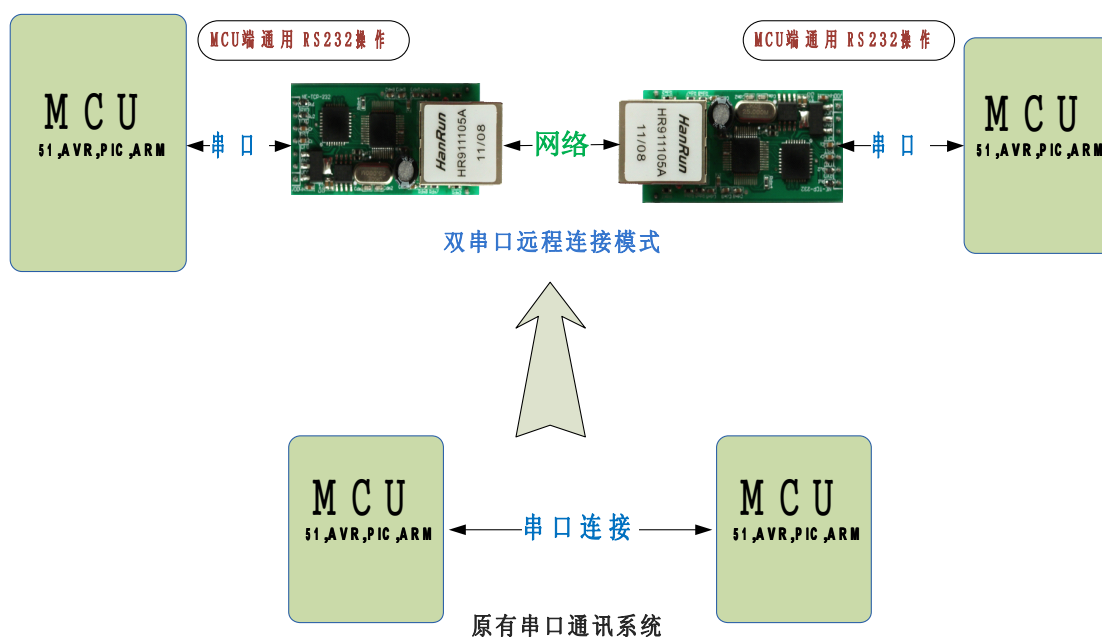 MCU端通用RS232操作
MCU端通用RS232操作
MCU
51,AVR,PIC,ARM
串口
HanRun
HR911105A
11/08
网络
HanRun
HR911105A
11/08
串口
MCU
51,AVR,PIC,ARM
双串口远程连接模式
MCU
51,AVR,PIC,ARM
串口连接
MCU
51,AVR,PIC,ARM
原有串口通讯系统